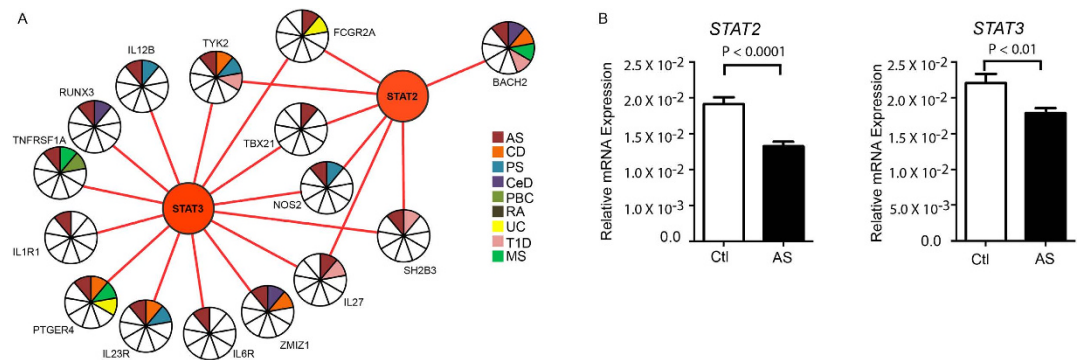 A
IL12B
TYK2
FCGR2A
BACH2
RUNX3
TNFRSF1A
STAT2
TBX21
STAT3
NOS2
IL1R1
SH2B3
PTGER4
IL23R
IL6R
ZMIZ1
IL27
AS
CD
PS
CeD
PBC
RA
UC
T1D
MS
B
STAT2
P < 0.0001
Relative mRNA Expression
2.0 X 10⁻²
2.0 X 10⁻²
1.5 X 10⁻²
1.0 X 10⁻³
0.0
Ctl
AS
STAT3
P < 0.01
Relative mRNA Expression
2.5 X 10⁻²
2.0 X 10⁻²
1.5 X 10⁻²
1.0 X 10⁻²
5.0 X 10⁻³
0.0
Ctl
AS